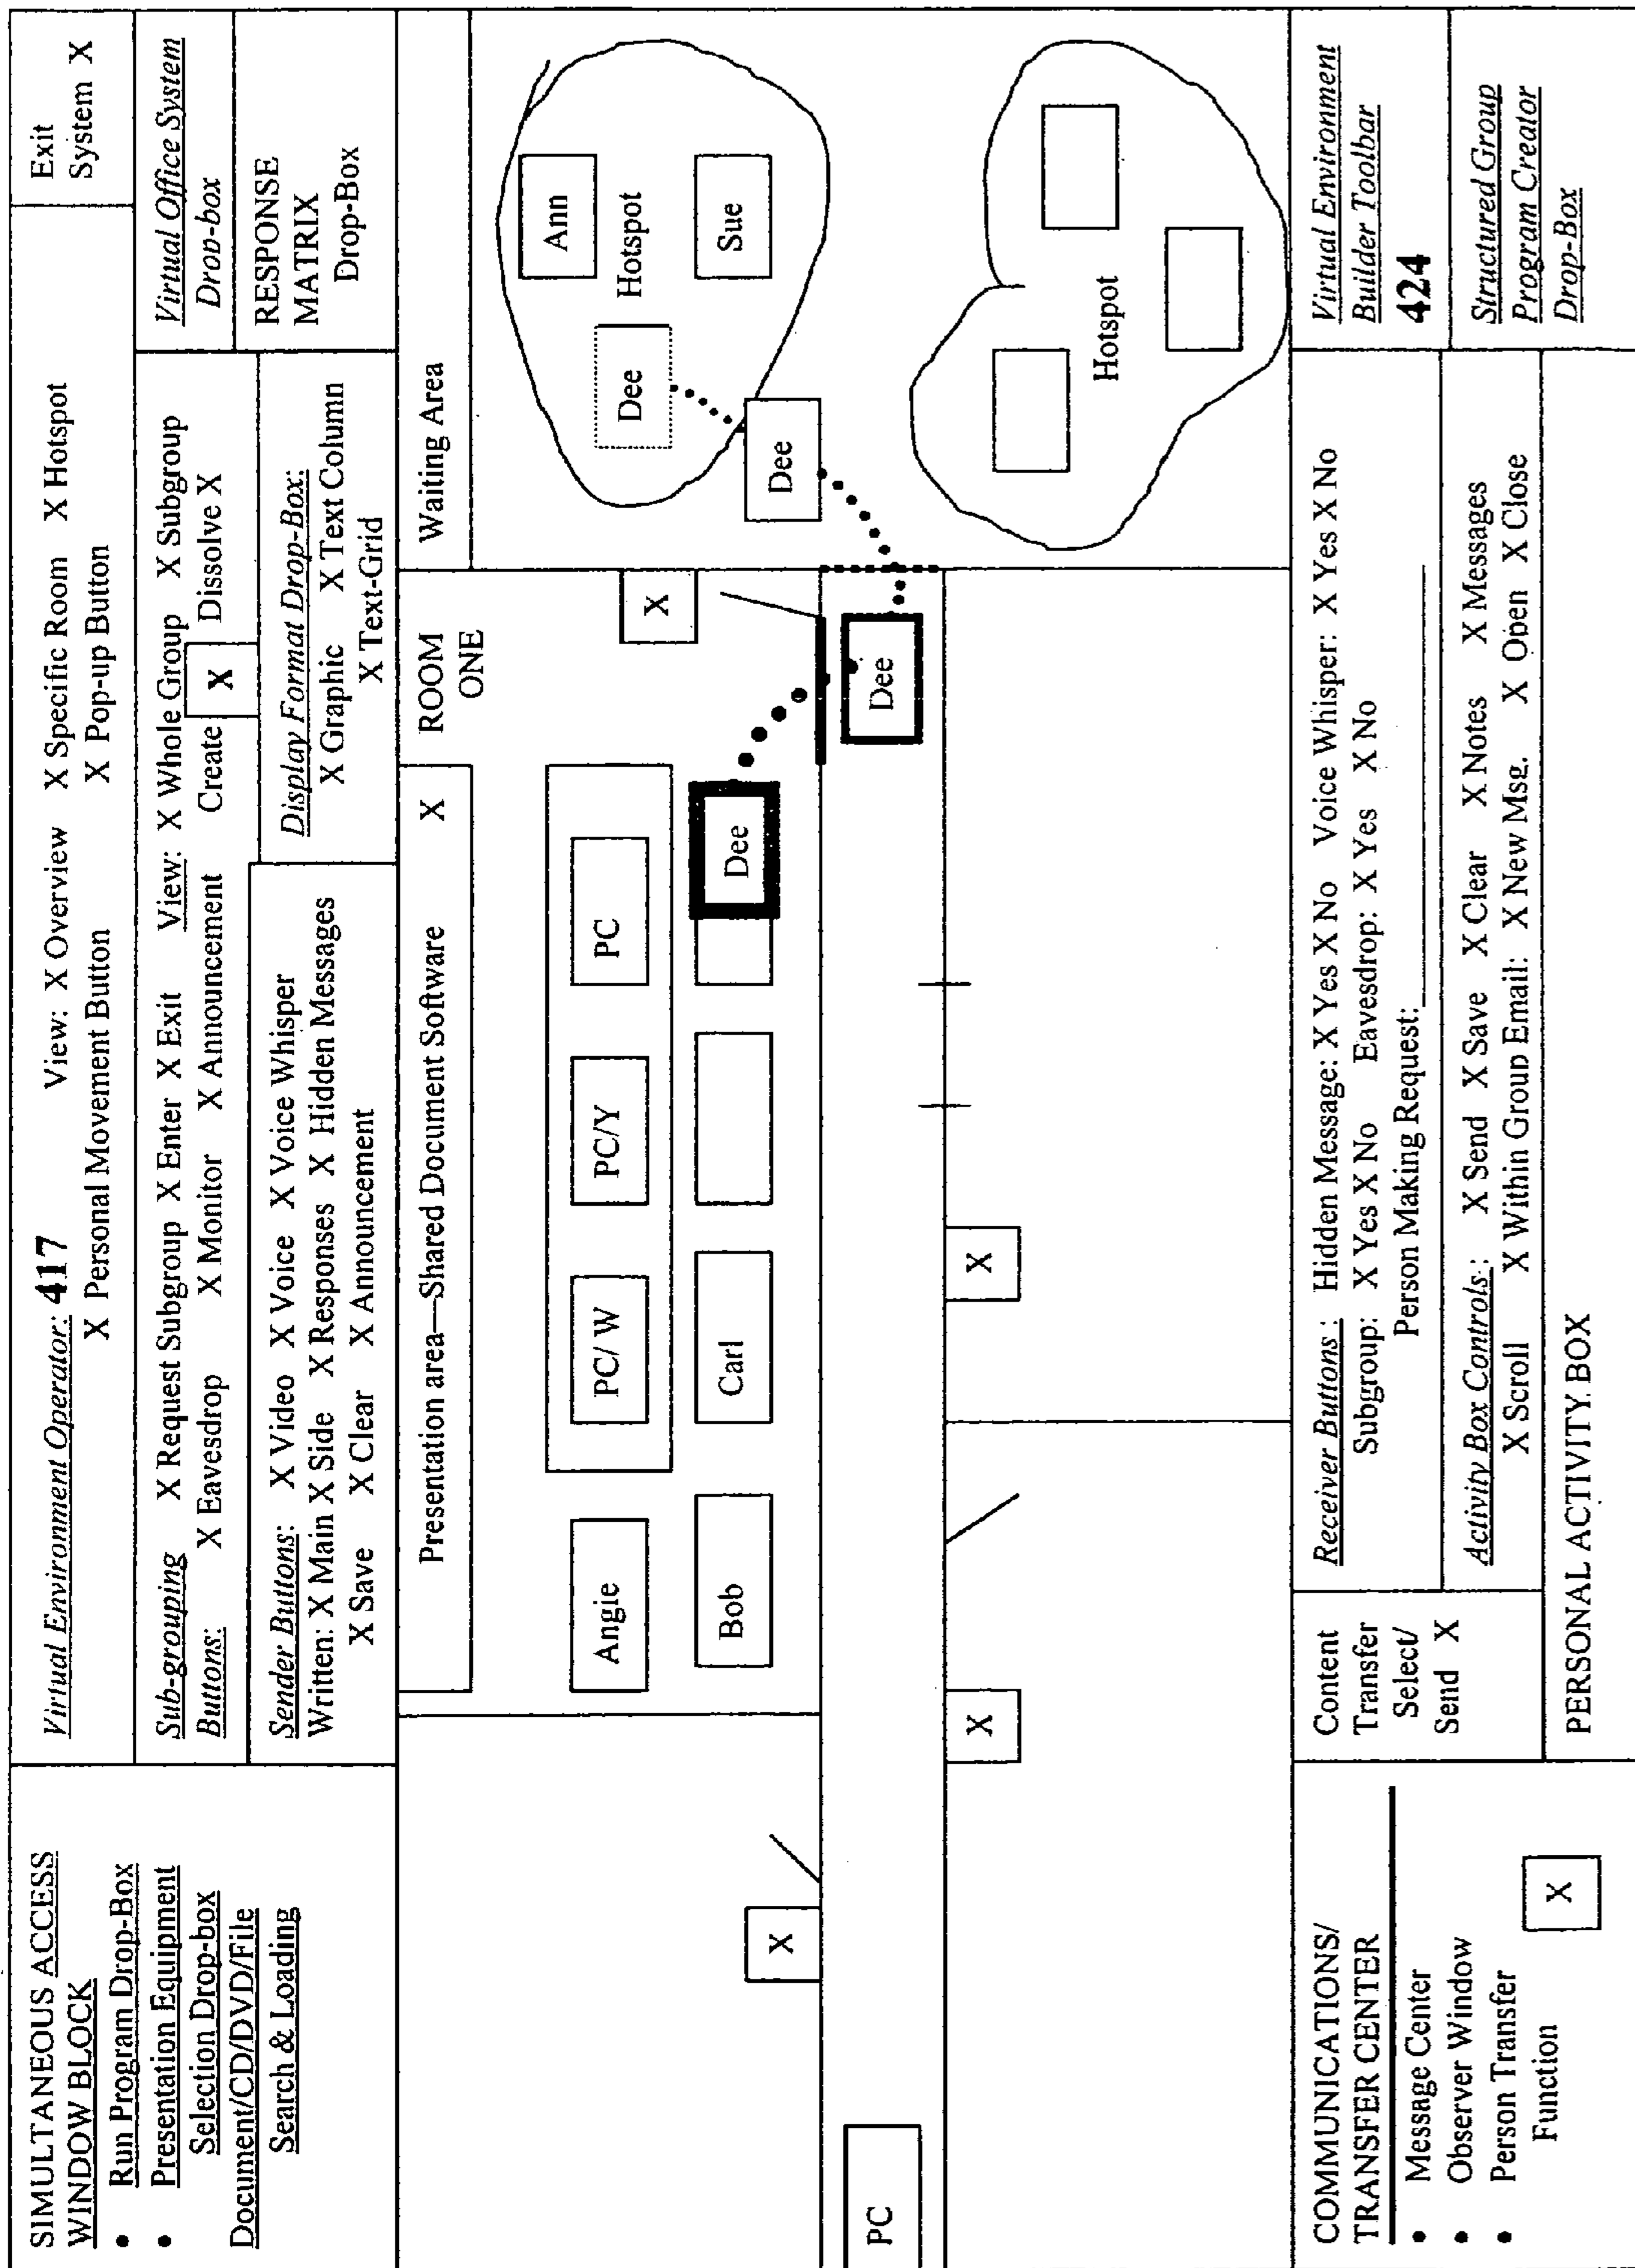 SIMULTANEOUS ACCESS
WINDOW BLOCK
• Run Program Drop-Box
• Presentation Equipment
Selection Drop-box
Document/CD/DVD/File
Search & Loading
Virtual Environment Operator: 417 View: X Overview X Specific Room X Hotspot
X Personal Movement Button X Pop-up Button
Exit
System X
Sub-grouping X Request Subgroup X Enter X Exit View: X Whole Group X Subgroup
Buttons: X Eavesdrop X Monitor X Announcement Create X Dissolve X
Virtual Office System
Drop-box
Sender Buttons: X Video X Voice X Voice Whisper
Written: X Main X Side X Responses X Hidden Messages
X Save X Clear X Announcement
Display Format Drop-Box:
X Graphic X Text Column
X Text-Grid
RESPONSE
MATRIX
Drop-Box
Presentation area—Shared Document Software X
ROOM
ONE
Waiting Area
Angie
PC/ W
PC/Y
PC
X
Bob
Carl
Dee
Dee
Dee
Dee
Ann
Hotspot
Sue
X
PC
X
X
Hotspot
COMMUNICATIONS/
TRANSFER CENTER
• Message Center
• Observer Window
• Person Transfer
Function
X
Content
Transfer
Select/
Send X
Receiver Buttons : Hidden Message: X Yes X No Voice Whisper: X Yes X No
Subgroup: X Yes X No Eavesdrop: X Yes X No
Person Making Request:
Virtual Environment
Builder Toolbar
424
Activity Box Controls: X Send X Save X Clear X Notes X Messages
X Scroll X Within Group Email: X New Msg. X Open X Close
Structured Group
Program Creator
Drop-Box
PERSONAL ACTIVITY BOX